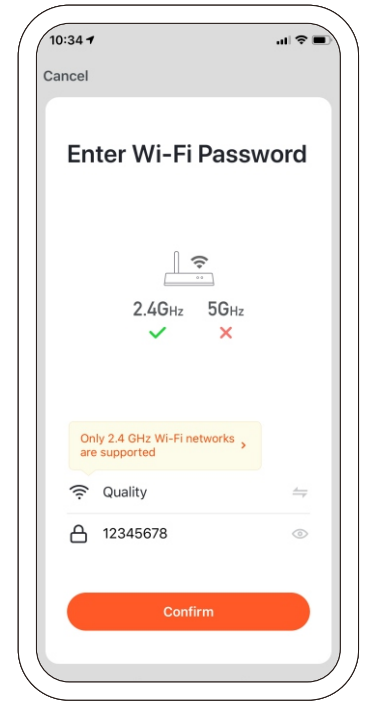 10:34
Cancel
Enter Wi-Fi Password
2.4GHz 5GHz
Only 2.4 GHz Wi-Fi networks
are supported
Quality
12345678
Confirm